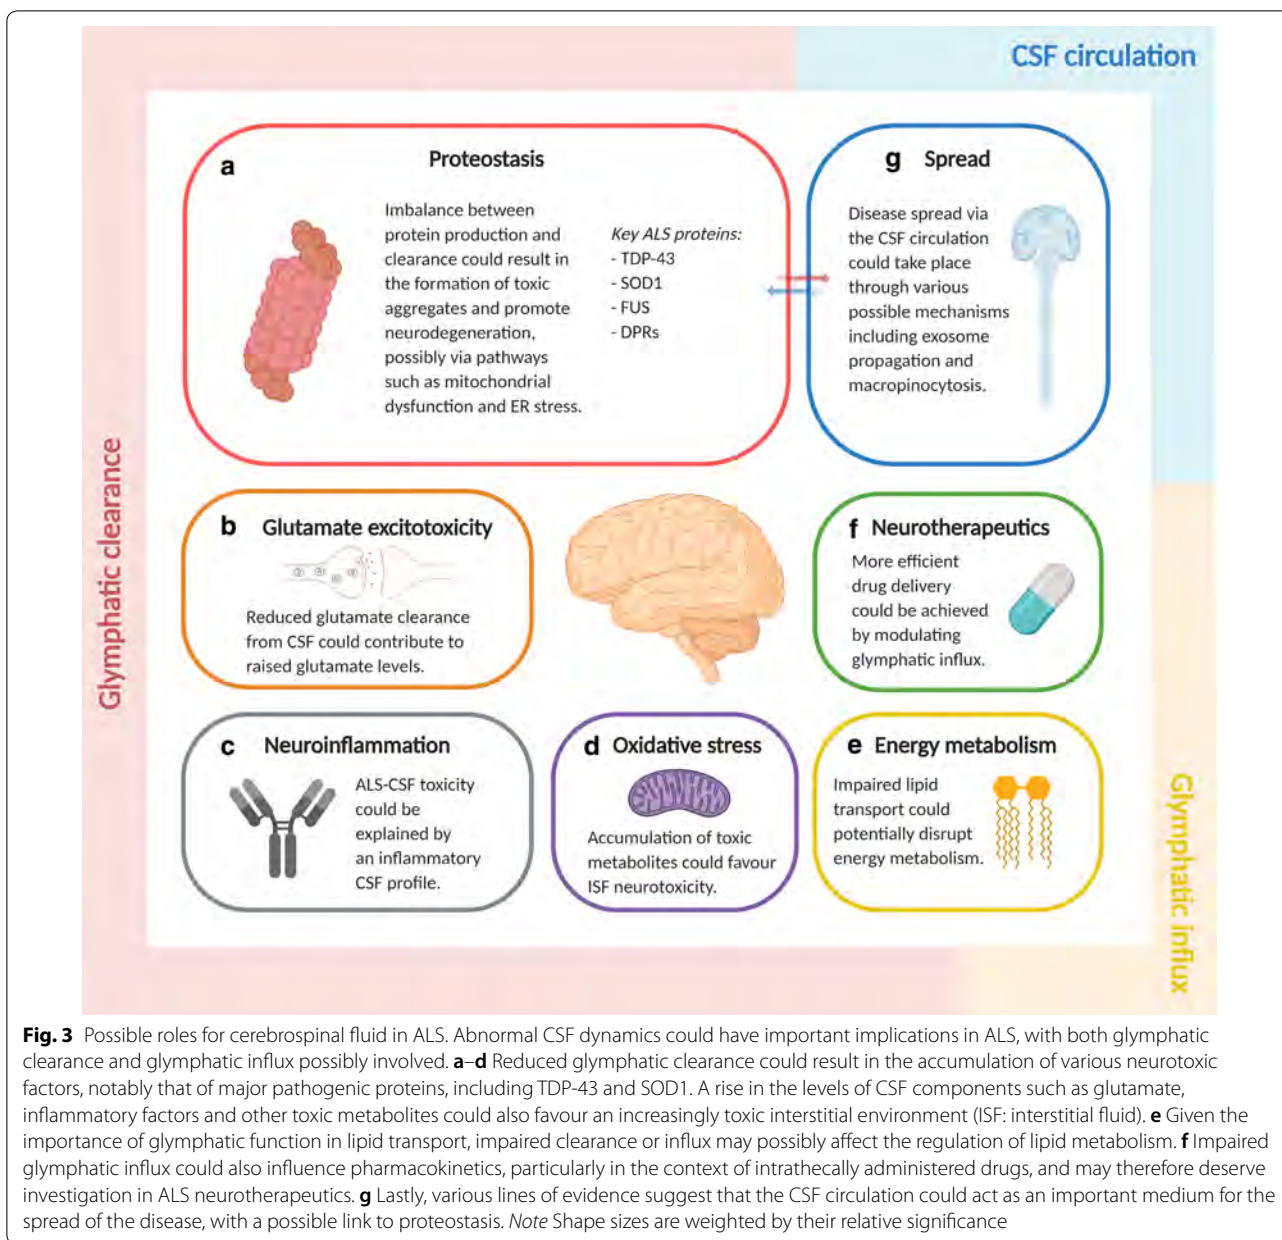 CSF circulation
Glymphatic clearance
Glymphatic influx
a
Proteostasis
Imbalance between
protein production and
clearance could result in
the formation of toxic
aggregates and promote
neurodegeneration,
possibly via pathways
such as mitochondrial
dysfunction and ER stress.
Key ALS proteins:
- TDP-43
- SOD1
- FUS
- DPRs
g Spread
Disease spread via
the CSF circulation
could take place
through various
possible mechanisms
including exosome
propagation and
macropinocytosis.
b Glutamate excitotoxicity
Reduced glutamate clearance
from CSF could contribute to
raised glutamate levels.
f Neurotherapeutics
More efficient
drug delivery
could be achieved
by modulating
glymphatic influx.
c Neuroinflammation
ALS-CSF toxicity
could be
explained by
an inflammatory
CSF profile.
d Oxidative stress
Accumulation of toxic
metabolites could favour
ISF neurotoxicity.
e Energy metabolism
Impaired lipid
transport could
potentially disrupt
energy metabolism.
Fig. 3 Possible roles for cerebrospinal fluid in ALS. Abnormal CSF dynamics could have important implications in ALS, with both glymphatic
clearance and glymphatic influx possibly involved. a–d Reduced glymphatic clearance could result in the accumulation of various neurotoxic
factors, notably that of major pathogenic proteins, including TDP-43 and SOD1. A rise in the levels of CSF components such as glutamate,
inflammatory factors and other toxic metabolites could also favour an increasingly toxic interstitial environment (ISF: interstitial fluid). e Given the
importance of glymphatic function in lipid transport, impaired clearance or influx may possibly affect the regulation of lipid metabolism. f Impaired
glymphatic influx could also influence pharmacokinetics, particularly in the context of intrathecally administered drugs, and may therefore deserve
investigation in ALS neurotherapeutics. g Lastly, various lines of evidence suggest that the CSF circulation could act as an important medium for the
spread of the disease, with a possible link to proteostasis. Note Shape sizes are weighted by their relative significance